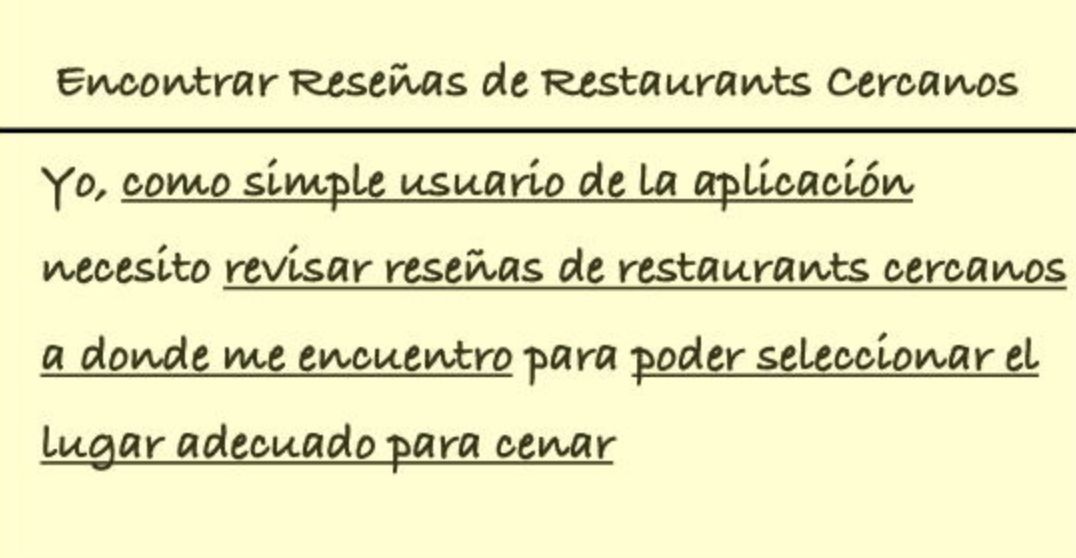 Encontrar Reseñas de Restaurants Cercanos
Yo, como simple usuario de la aplicación
necesito revisar reseñas de restaurants cercanos
a donde me encuentro para poder seleccionar el
lugar adecuado para cenar